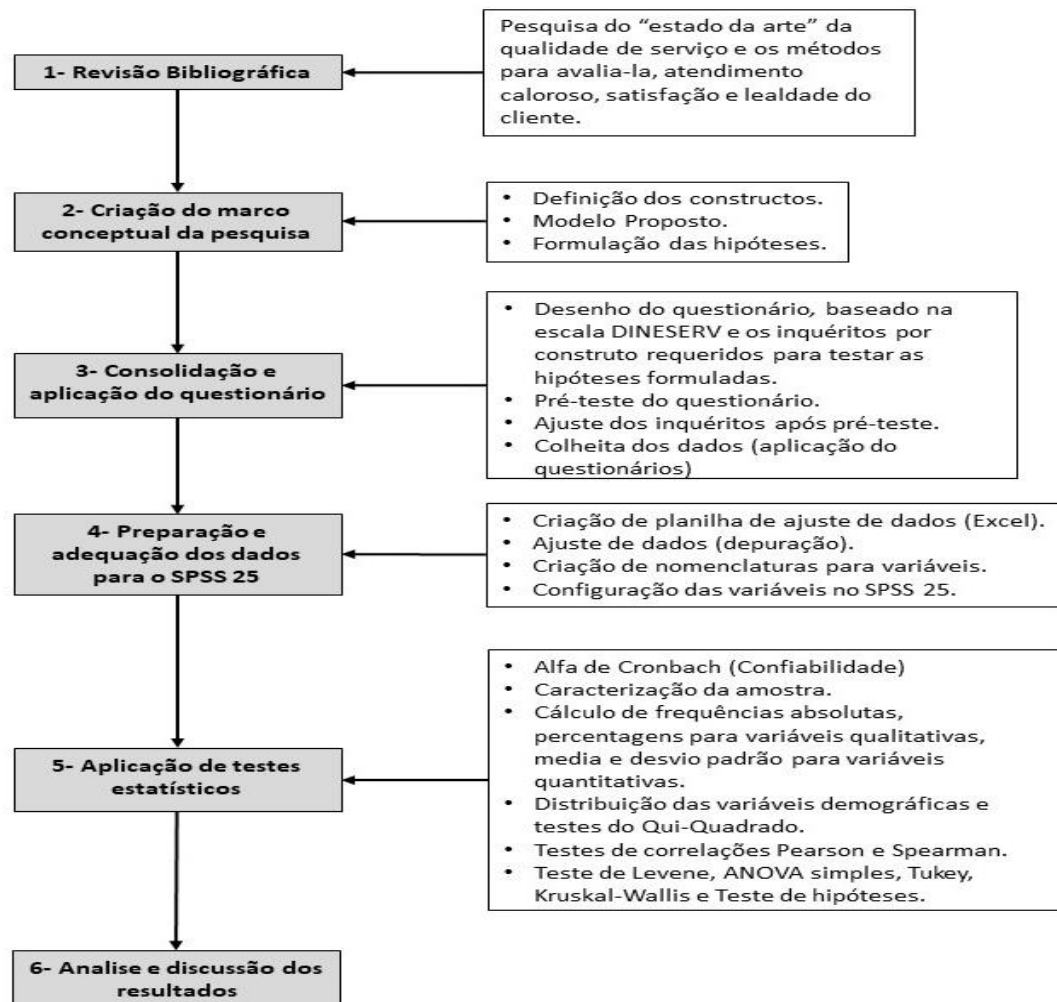 1- Revisão Bibliográfica
Pesquisa do “estado da arte” da
qualidade de serviço e os métodos
para avalia-la, atendimento
caloroso, satisfação e lealdade do
cliente.
2- Criação do marco
conceptual da pesquisa
• Definição dos constructos.
• Modelo Proposto.
• Formulação das hipóteses.
3- Consolidação e
aplicação do questionário
• Desenho do questionário, baseado na
escala DINESERV e os inquéritos por
construto requeridos para testar as
hipóteses formuladas.
• Pré-teste do questionário.
• Ajuste dos inquéritos após pré-teste.
• Colheita dos dados (aplicação do
questionários)
4- Preparação e
adequação dos dados
para o SPSS 25
• Criação de planilha de ajuste de dados (Excel).
• Ajuste de dados (depuração).
• Criação de nomenclaturas para variáveis.
• Configuração das variáveis no SPSS 25.
5- Aplicação de testes
estatísticos
• Alfa de Cronbach (Confiabilidade)
• Caracterização da amostra.
• Cálculo de frequências absolutas,
percentagens para variáveis qualitativas,
media e desvio padrão para variáveis
quantitativas.
• Distribuição das variáveis demográficas e
testes do Qui-Quadrado.
• Testes de correlações Pearson e Spearman.
• Teste de Levene, ANOVA simples, Tukey,
Kruskal-Wallis e Teste de hipóteses.
6- Analise e discussão dos
resultados